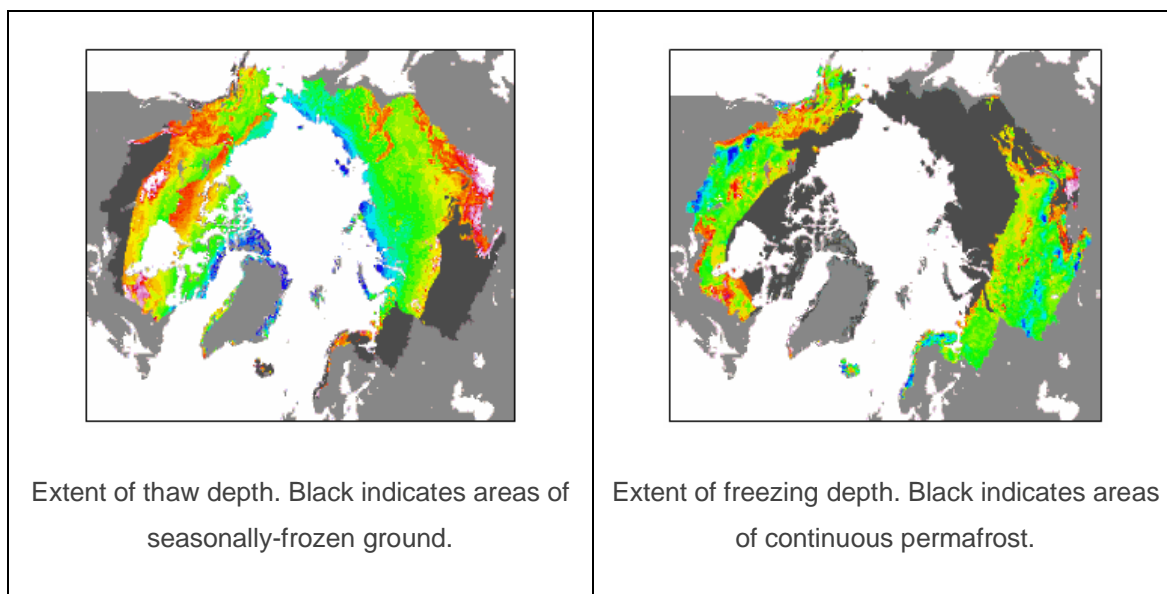 Extent of thaw depth. Black indicates areas of
seasonally-frozen ground.
Extent of freezing depth. Black indicates areas
of continuous permafrost.